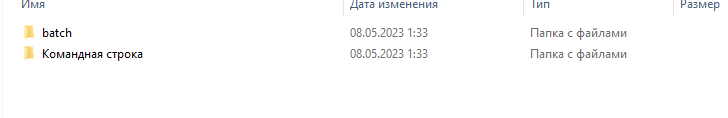 Имя Дата изменения Тип Размер
batch 08.05.2023 1:33 Папка с файлами
Командная строка 08.05.2023 1:33 Папка с файлами